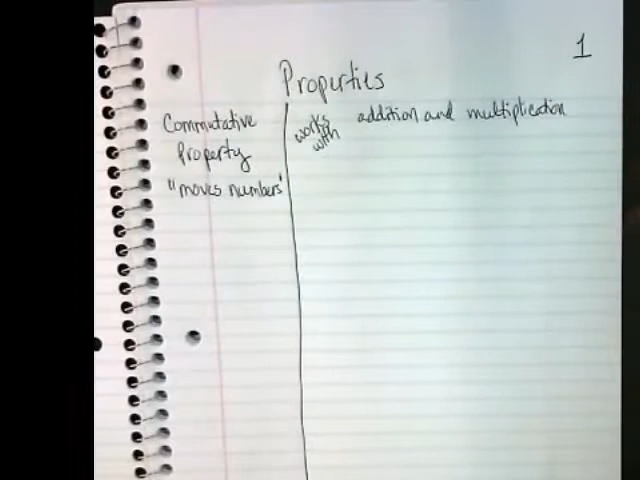 1
Properties
Commutative
Property
"moves numbers"
works
with
addition and multiplication